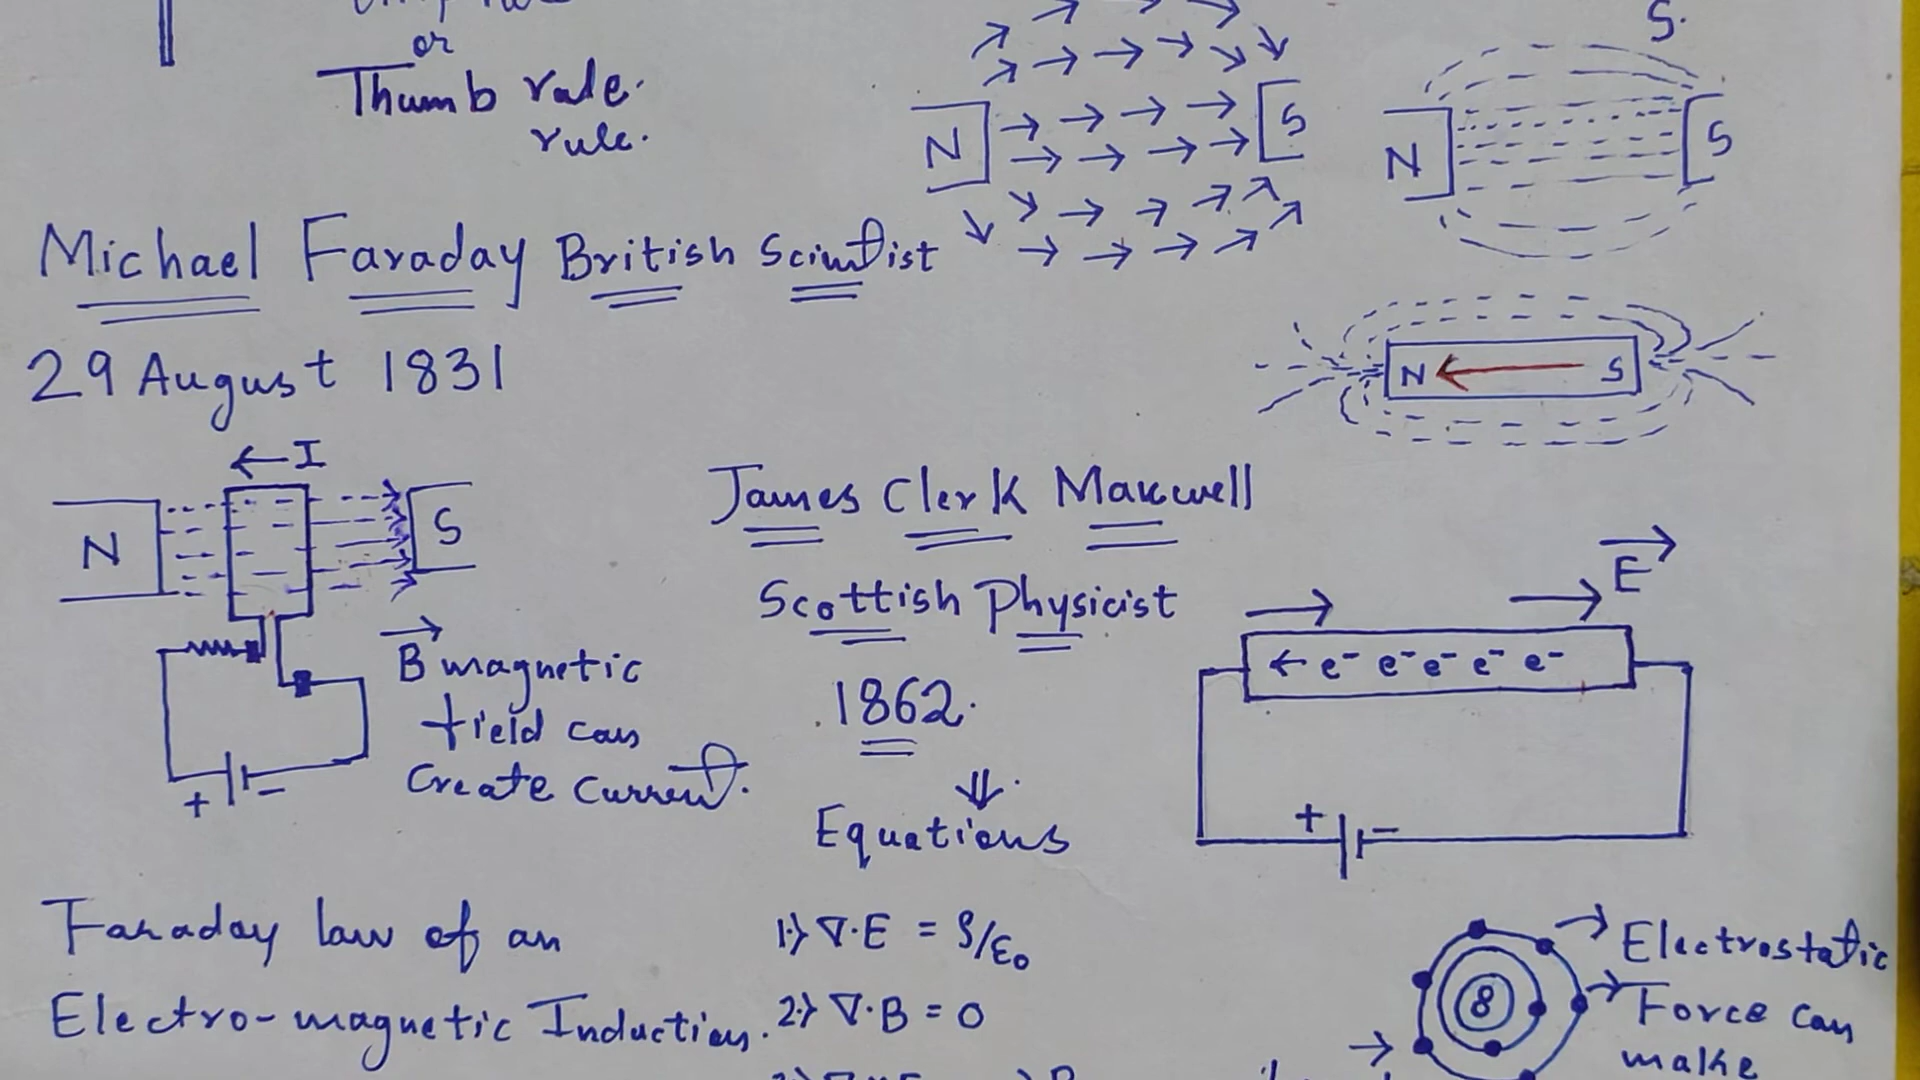 or
Thumb rule.
rule.
N
S
S.
N
S
Michael Faraday British Scientist
29 August 1831
N
S
← I
N
S
James Clerk Maxwell
Scottish Physicist
1862.
⇓
Equations
B magnetic
field can
Create Current.
+ -
E
← e⁻ e⁻ e⁻ e⁻ e⁻
+ -
Faraday law of an
Electro-magnetic Induction.
1) ∇·E = ρ/ε₀
2) ∇·B = 0
8
Electrostatic
Force can
make